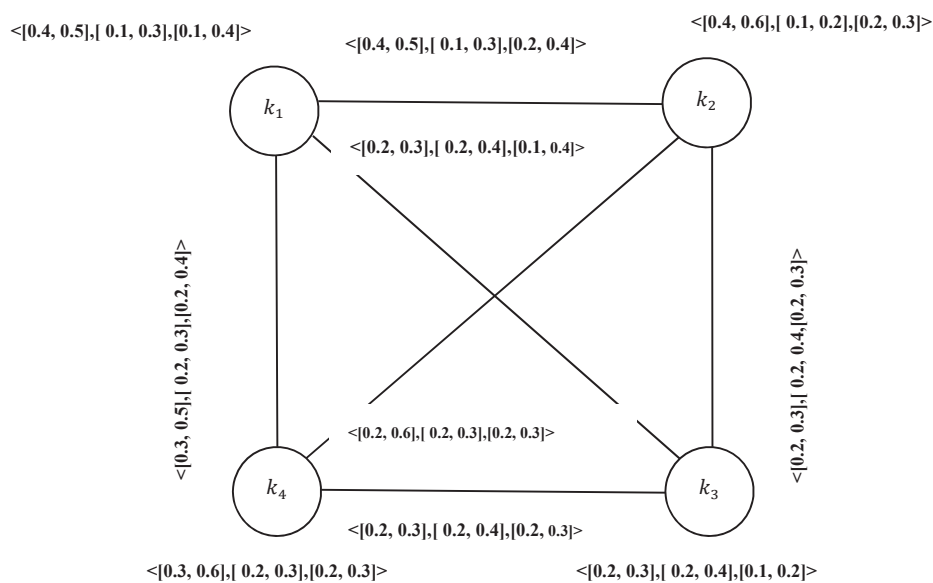 <[0.4, 0.5],[ 0.1, 0.3],[0.1, 0.4]>
<[0.4, 0.6],[ 0.1, 0.2],[0.2, 0.3]>
<[0.4, 0.5],[ 0.1, 0.3],[0.2, 0.4]>
k₁
k₂
<[0.2, 0.3],[ 0.2, 0.4],[0.1, 0.4]>
<[0.3, 0.5],[ 0.2, 0.3],[0.2, 0.4]>
<[0.2, 0.3],[ 0.2, 0.4,[0.2, 0.3]>
<[0.2, 0.6],[ 0.2, 0.3],[0.2, 0.3]>
k₄
k₃
<[0.2, 0.3],[ 0.2, 0.4],[0.2, 0.3]>
<[0.3, 0.6],[ 0.2, 0.3],[0.2, 0.3]>
<[0.2, 0.3],[ 0.2, 0.4],[0.1, 0.2]>